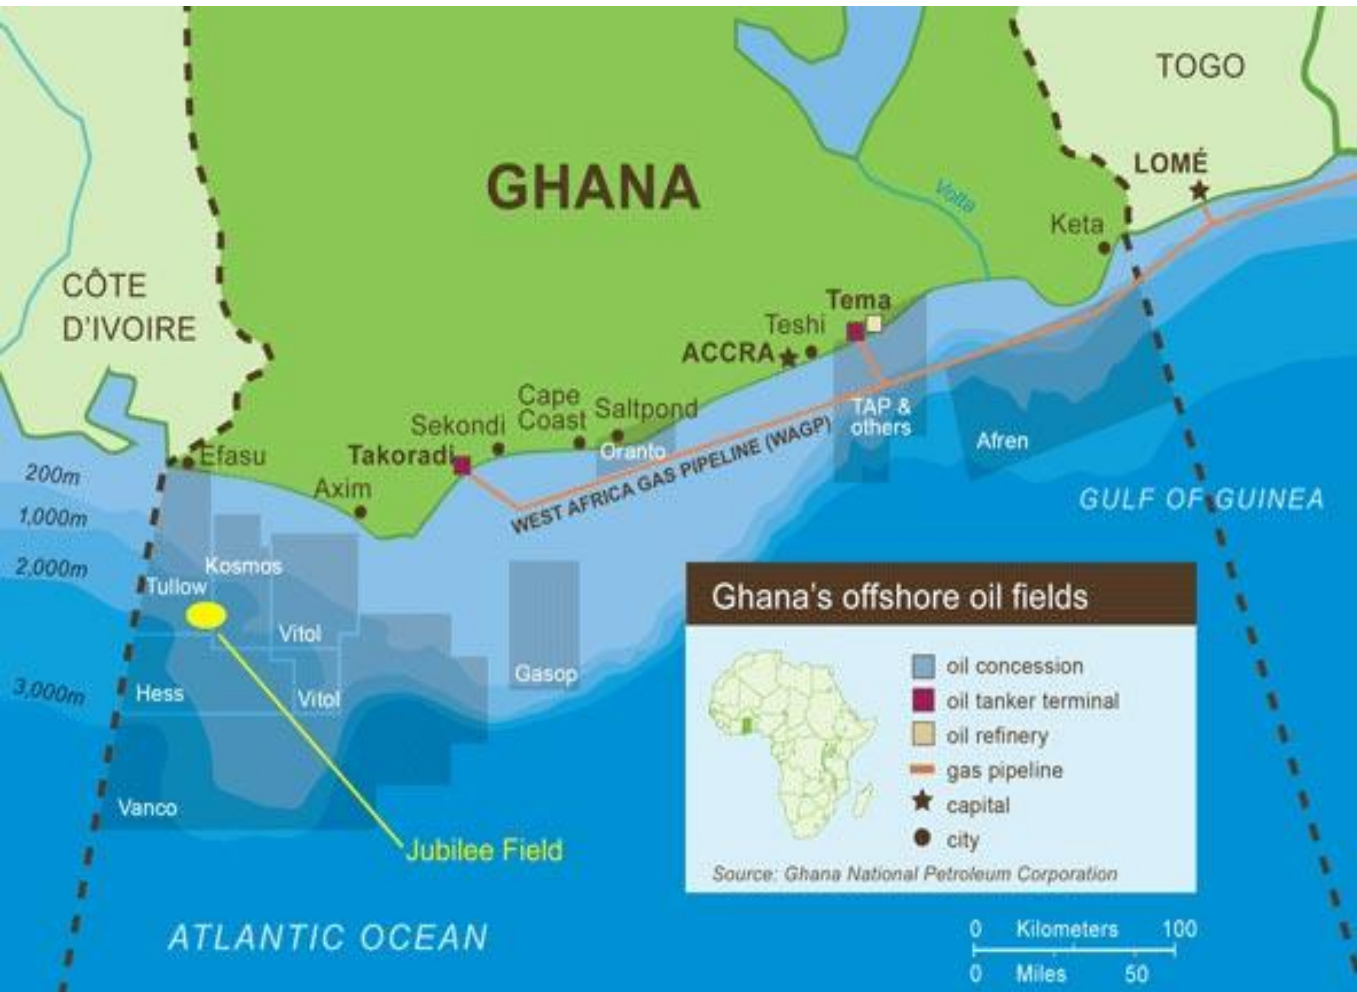 TOGO
LOMÉ
GHANA
Volta
Keta
CÔTE
D'IVOIRE
Tema
Teshi
ACCRA
Cape
Coast
Saltpond
Sekondi
Takoradi
Oranto
TAP &
others
Afren
Efasu
Axim
WEST AFRICA GAS PIPELINE (WAGP)
GULF OF GUINEA
200m
1,000m
2,000m
3,000m
Kosmos
Tullow
Vitol
Hess
Vitol
Gasop
Vanco
Jubilee Field
ATLANTIC OCEAN
Ghana's offshore oil fields
oil concession
oil tanker terminal
oil refinery
gas pipeline
capital
city
Source: Ghana National Petroleum Corporation
0 Kilometers 100
0 Miles 50